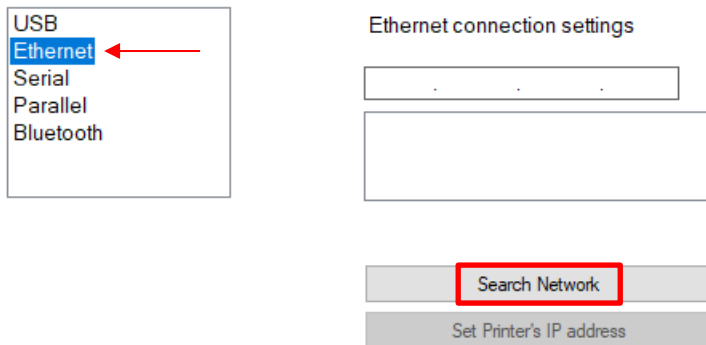 USB
Ethernet
Serial
Parallel
Bluetooth
Ethernet connection settings
. . .
Search Network
Set Printer's IP address